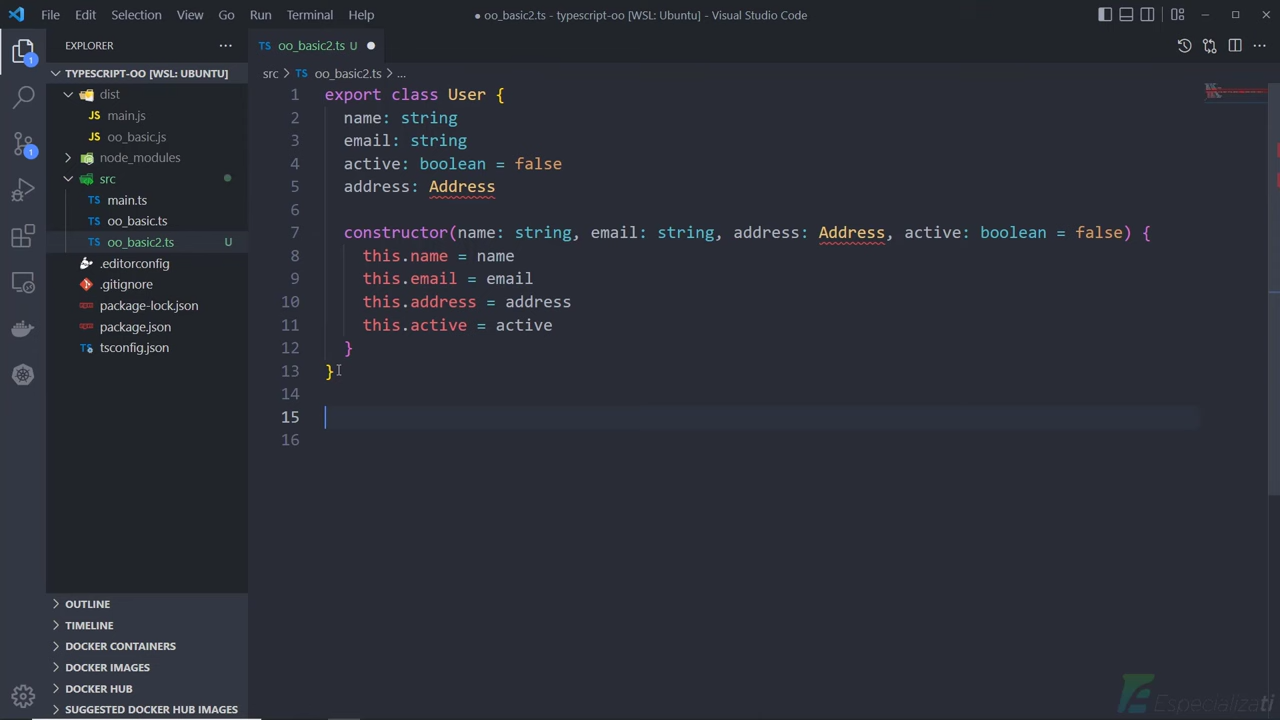 File Edit Selection View Go Run Terminal Help
● oo_basic2.ts - typescript-oo [WSL: Ubuntu] - Visual Studio Code
EXPLORER
TYPESCRIPT-OO [WSL: UBUNTU]
dist
main.js
oo_basic.js
node_modules
src
main.ts
oo_basic.ts
oo_basic2.ts U
.editorconfig
.gitignore
package-lock.json
package.json
tsconfig.json
OUTLINE
TIMELINE
DOCKER CONTAINERS
DOCKER IMAGES
DOCKER HUB
SUGGESTED DOCKER HUB IMAGES
1
1
TS oo_basic2.ts U ●
src > TS oo_basic2.ts > ...
1 export class User {
2 name: string
3 email: string
4 active: boolean = false
5 address: Address
6
7 constructor(name: string, email: string, address: Address, active: boolean = false) {
8 this.name = name
9 this.email = email
10 this.address = address
11 this.active = active
12 }
13 }
14
15
16
Especializati